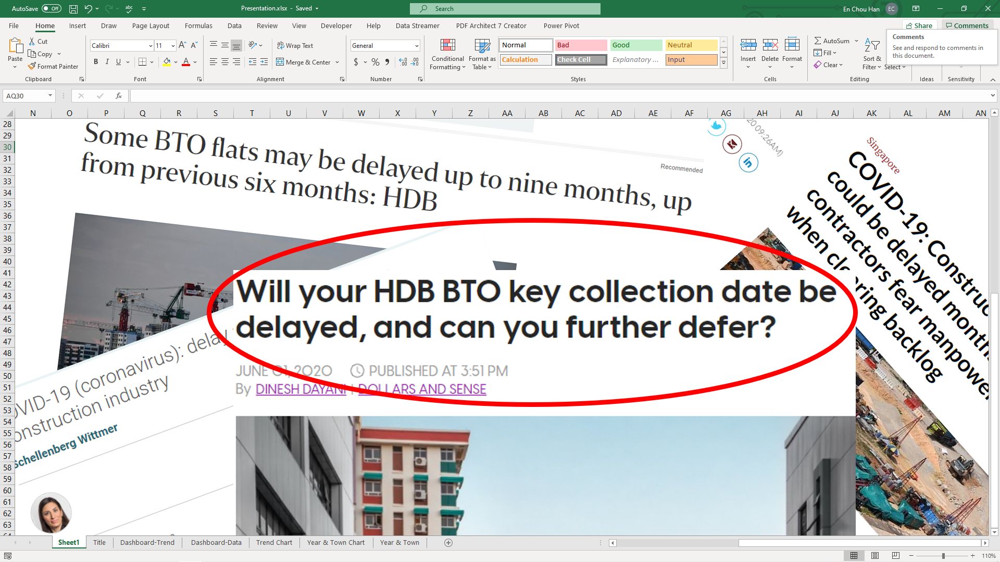 AutoSave Off
abc
Presentation.xlsx - Saved
Search
En Chou Han EC
File Home Insert Draw Page Layout Formulas Data Review View Developer Help Data Streamer PDF Architect 7 Creator Power Pivot
Share Comments
Comments
See and respond to comments in
this document.
Paste
Cut
Copy
Format Painter
Clipboard
Calibri 11
B I U
Font
Wrap Text
Merge & Center
Alignment
General
$ % ,
Number
Conditional
Formatting
Format as
Table
Normal Bad Good Neutral
Calculation Check Cell Explanatory ... Input
Styles
Insert Delete Format
Cells
AutoSum
Fill
Clear
Sort &
Filter
Select
Editing
Ideas
Sensitivity
AQ30
fx
N O P Q R S T U V W X Y Z AA AB AC AD AE AF AG AH AI AJ AK AL AM AN
28
29
30
31
32
33
34
35
36
37
38
39
40
41
42
43
44
45
46
47
48
49
50
51
52
53
54
55
56
57
58
59
60
61
62
63
64
Some BTO flats may be delayed up to nine months, up
from previous six months: HDB
Recommended
20 09:26AM)
Singapore
COVID-19: Construc
could be delayed month
contractors fear manpower
when clearing backlog
Will your HDB BTO key collection date be
delayed, and can you further defer?
JUNE 01, 2020 PUBLISHED AT 3:51 PM
By DINESH DAYANI | DOLLARS AND SENSE
OVID-19 (coronavirus): delay
onstruction industry
Schellenberg Wittmer
Sheet1 Title Dashboard-Trend Dashboard-Data Trend Chart Year & Town Chart Year & Town
110%